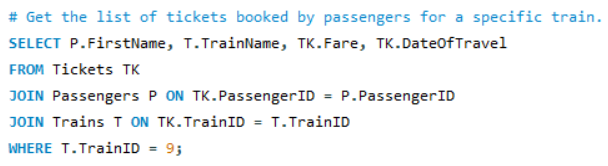 # Get the list of tickets booked by passengers for a specific train.
SELECT P.FirstName, T.TrainName, TK.Fare, TK.DateOfTravel
FROM Tickets TK
JOIN Passengers P ON TK.PassengerID = P.PassengerID
JOIN Trains T ON TK.TrainID = T.TrainID
WHERE T.TrainID = 9;